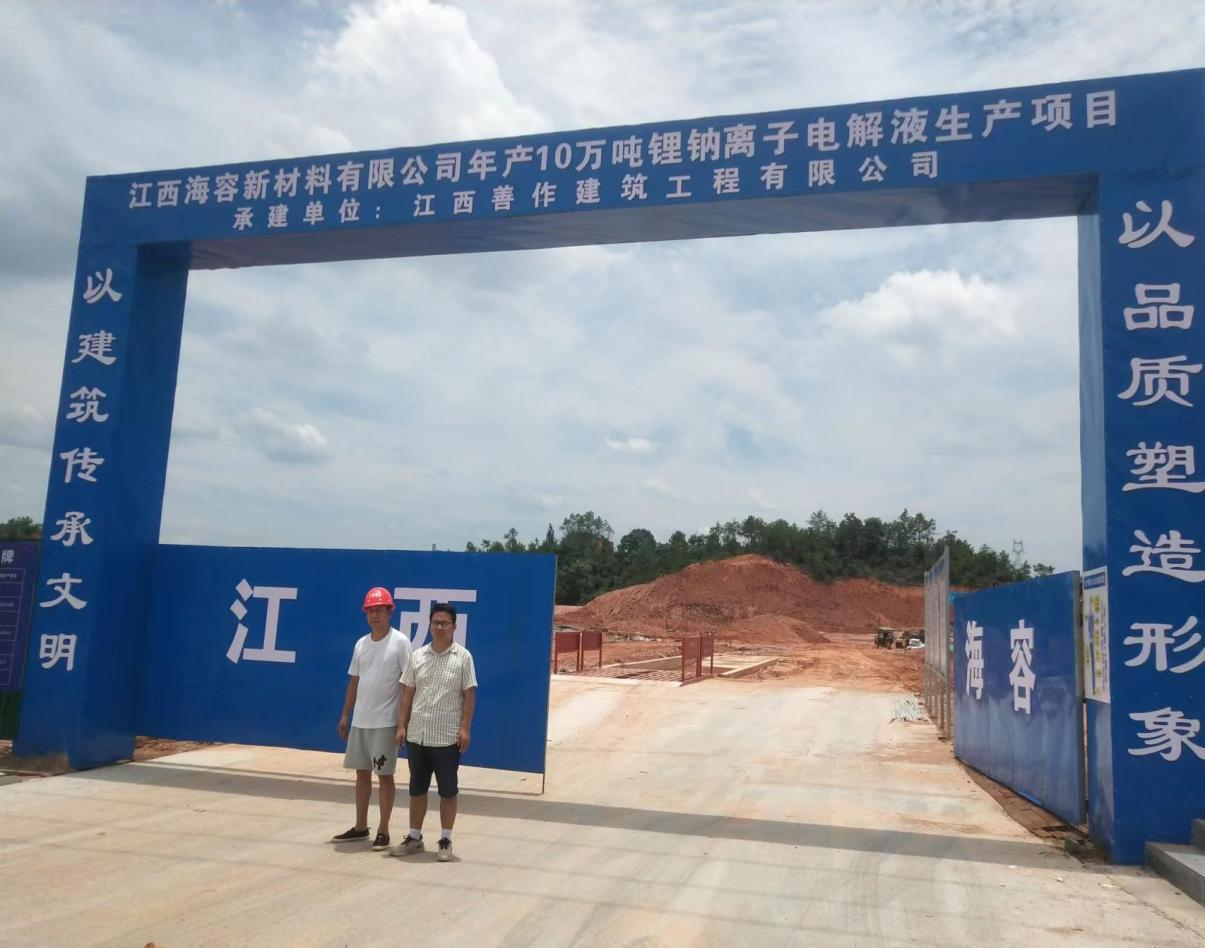 江西海容新材料有限公司年产10万吨锂钠离子电解液生产项目
承建单位：江西善作建筑工程有限公司
以建筑传承文明
以品质塑造形象
江西
海容
牌